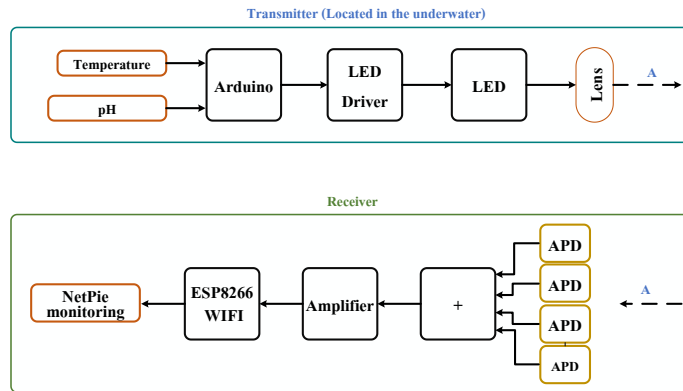 Transmitter (Located in the underwater)
Temperature
pH
Arduino
LED
Driver
LED
Lens
A
Receiver
NetPie
monitoring
ESP8266
WIFI
Amplifier
+
APD
APD
APD
APD
A